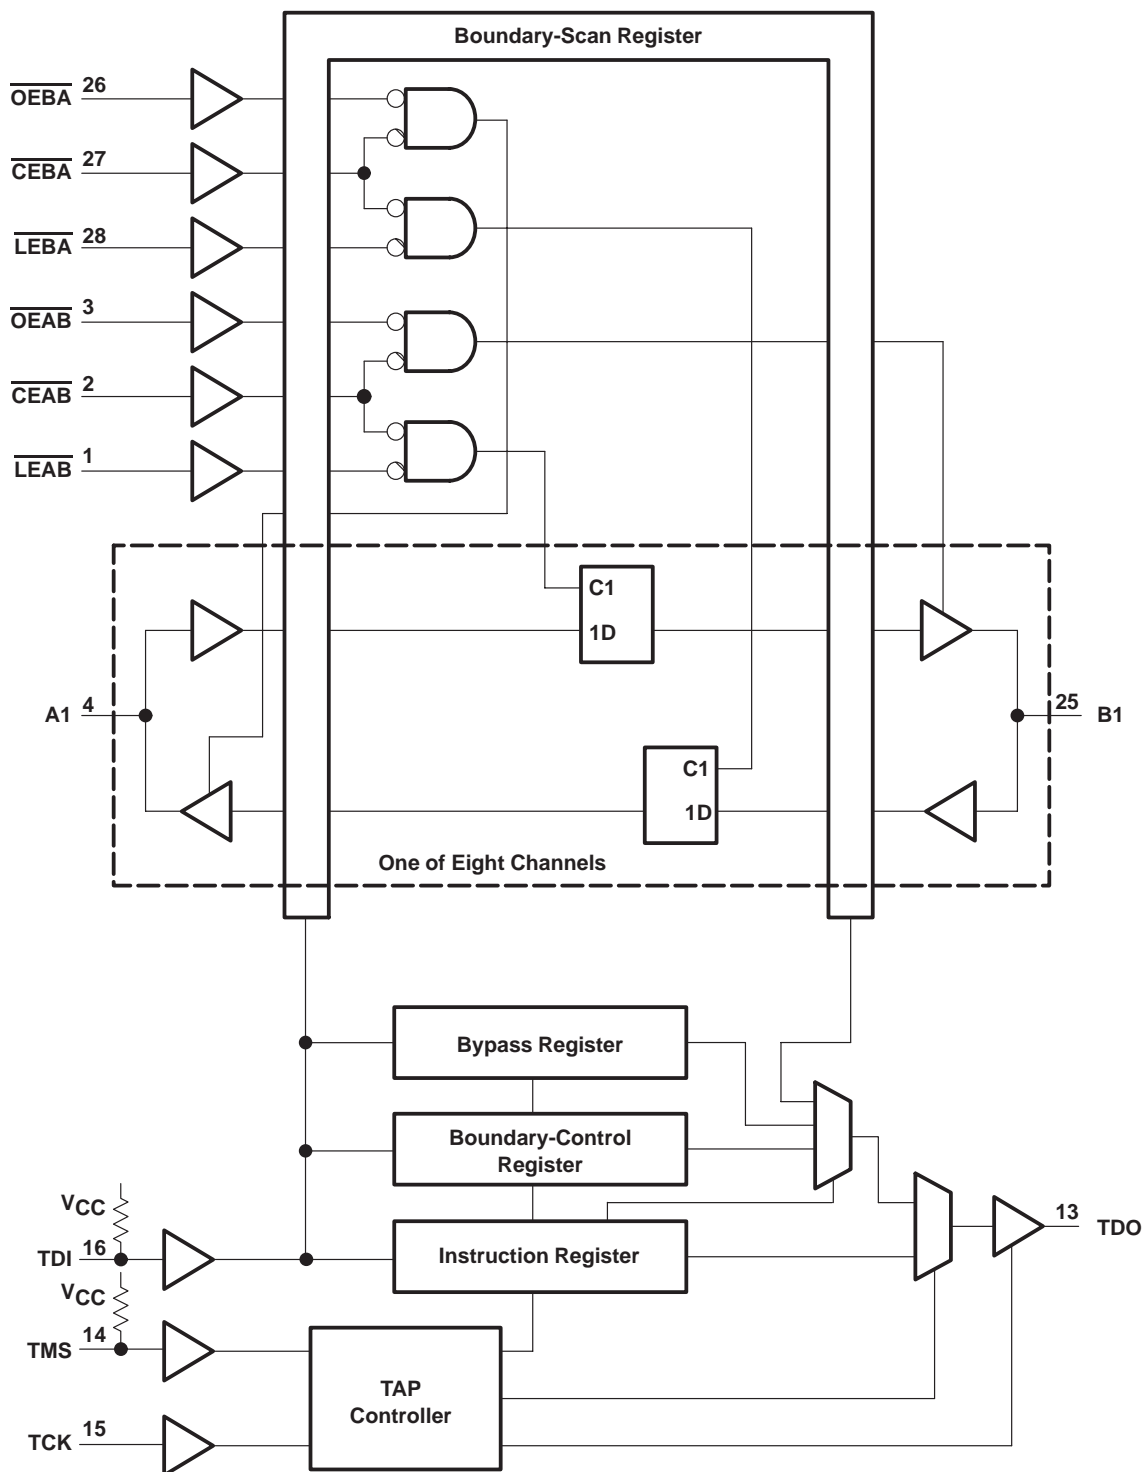 Boundary-Scan Register
OEBA 26
CEBA 27
LEBA 28
OEAB 3
CEAB 2
LEAB 1
C1
1D
A1 4
25 B1
C1
1D
One of Eight Channels
Bypass Register
Boundary-Control
Register
VCC
TDI 16
Instruction Register
13 TDO
VCC
TMS 14
TAP
Controller
TCK 15